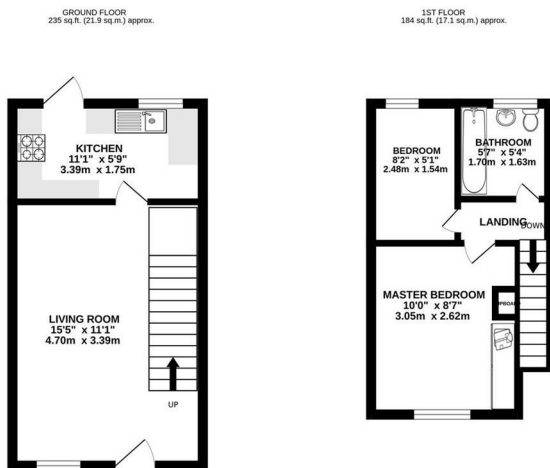 GROUND FLOOR
235 sq.ft. (21.9 sq.m.) approx.
KITCHEN
11'1" x 5'9"
3.39m x 1.75m
LIVING ROOM
15'5" x 11'1"
4.70m x 3.39m
UP
1ST FLOOR
184 sq.ft. (17.1 sq.m.) approx.
BEDROOM
8'2" x 5'1"
2.48m x 1.54m
BATHROOM
5'7" x 5'4"
1.70m x 1.63m
LANDING
DOWN
MASTER BEDROOM
10'0" x 8'7"
3.05m x 2.62m